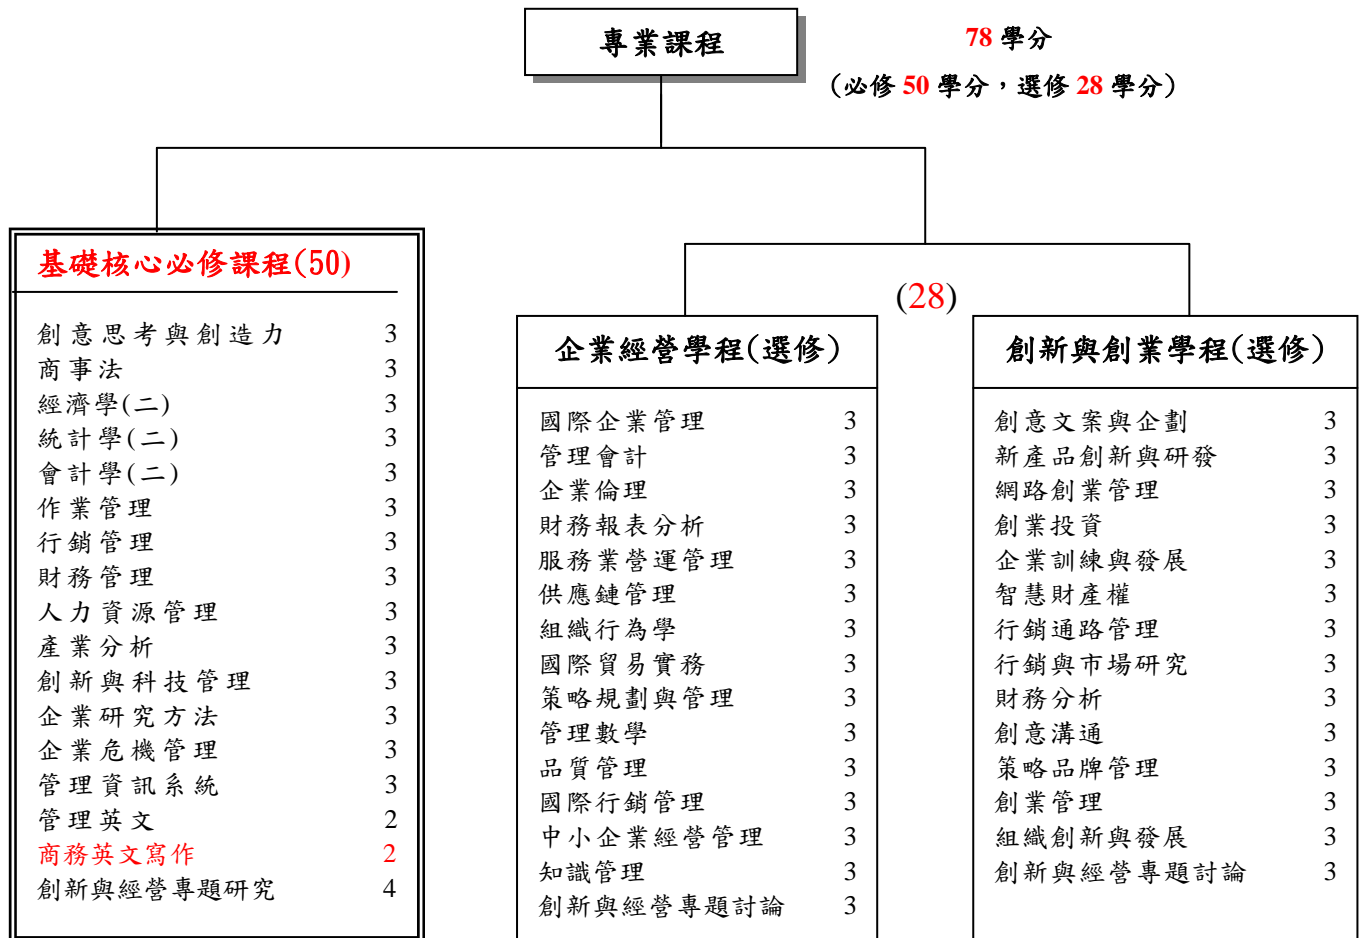 專業課程
78 學分
(必修 50 學分，選修 28 學分)
基礎核心必修課程(50)
創意思考與創造力 3
商事法 3
經濟學(二) 3
統計學(二) 3
會計學(二) 3
作業管理 3
行銷管理 3
財務管理 3
人力資源管理 3
產業分析 3
創新與科技管理 3
企業研究方法 3
企業危機管理 3
管理資訊系統 3
管理英文 2
商務英文寫作 2
創新與經營專題研究 4
(28)
企業經營學程(選修)
國際企業管理 3
管理會計 3
企業倫理 3
財務報表分析 3
服務業營運管理 3
供應鏈管理 3
組織行為學 3
國際貿易實務 3
策略規劃與管理 3
管理數學 3
品質管理 3
國際行銷管理 3
中小企業經營管理 3
知識管理 3
創新與經營專題討論 3
創新與創業學程(選修)
創意文案與企劃 3
新產品創新與研發 3
網路創業管理 3
創業投資 3
企業訓練與發展 3
智慧財產權 3
行銷通路管理 3
行銷與市場研究 3
財務分析 3
創意溝通 3
策略品牌管理 3
創業管理 3
組織創新與發展 3
創新與經營專題討論 3